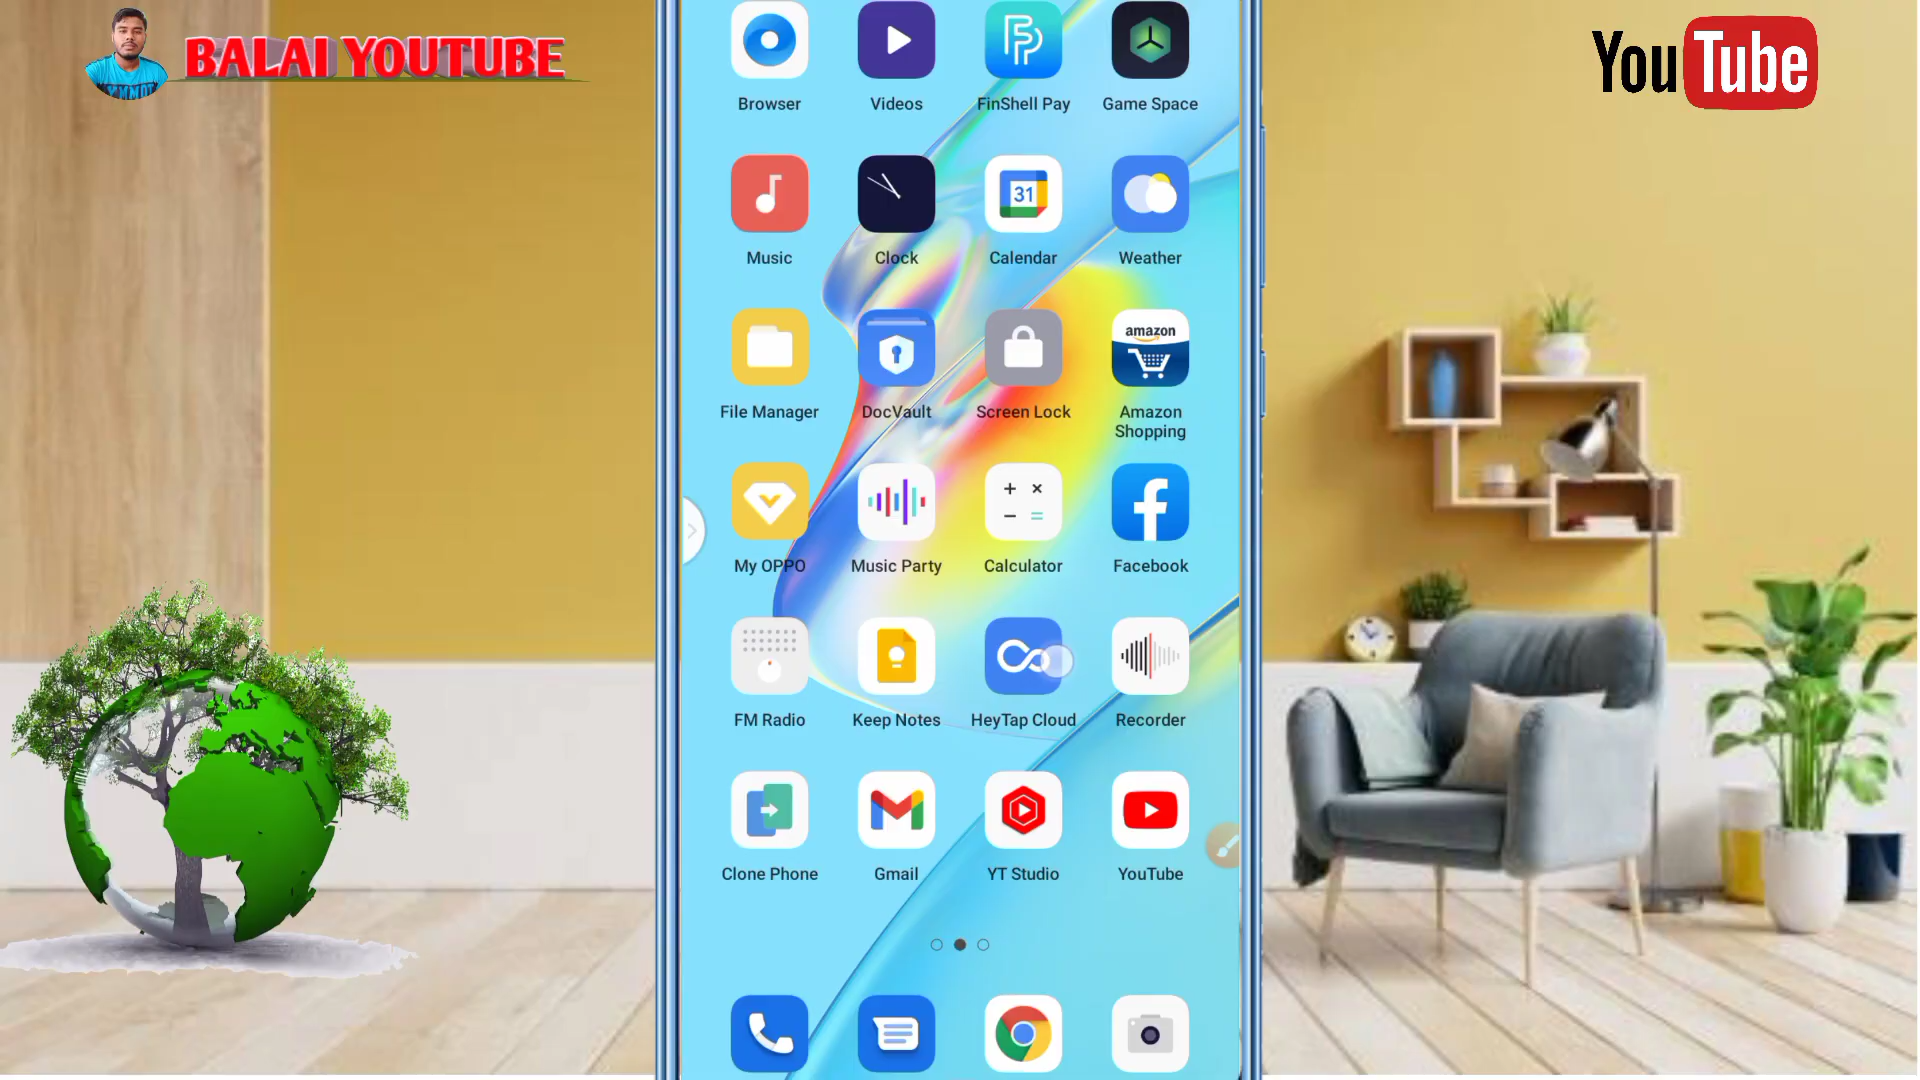 BALAI YOUTUBE
YouTube
Browser
Videos
FinShell Pay
Game Space
31
Music
Clock
Calendar
Weather
amazon
File Manager
DocVault
Screen Lock
Amazon
Shopping
+ ×
− =
My OPPO
Music Party
Calculator
Facebook
FM Radio
Keep Notes
HeyTap Cloud
Recorder
Clone Phone
Gmail
YT Studio
YouTube